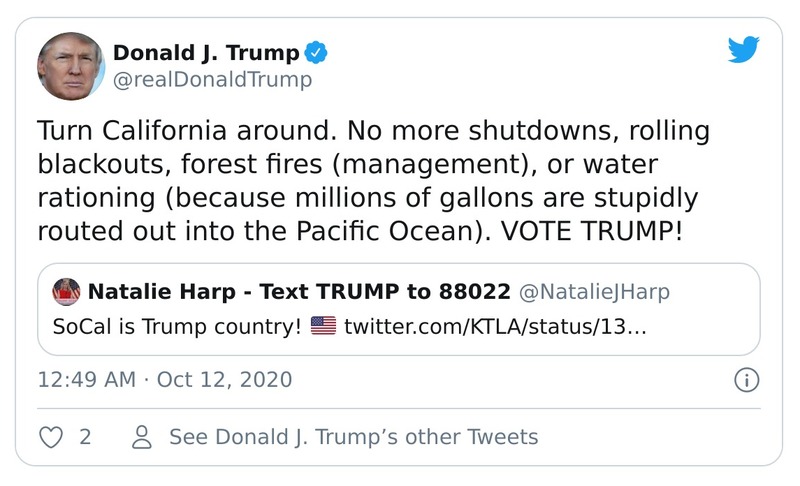 Donald J. Trump
@realDonaldTrump
Turn California around. No more shutdowns, rolling
blackouts, forest fires (management), or water
rationing (because millions of gallons are stupidly
routed out into the Pacific Ocean). VOTE TRUMP!
Natalie Harp - Text TRUMP to 88022 @NatalieJHarp
SoCal is Trump country! 🇺🇸 twitter.com/KTLA/status/13…
12:49 AM · Oct 12, 2020
2 See Donald J. Trump’s other Tweets